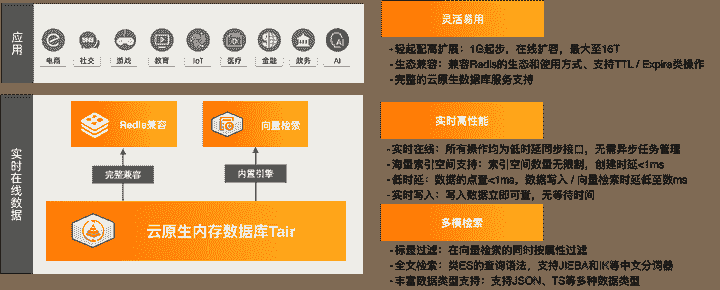 应用
电商
社交
游戏
教育
IoT
医疗
金融
政务
AI
实时在线数据
Redis兼容
向量检索
完整兼容
内置引擎
云原生内存数据库Tair
灵活易用
-轻起配高扩展：1G起步，在线扩容，最大至16T
-生态兼容：兼容Redis的生态和使用方式、支持TTL / Expire类操作
-完整的云原生数据库服务支持
实时高性能
-实时在线：所有操作均为低时延同步接口，无需异步任务管理
-海量索引空间支持：索引空间数量无限制，创建时延<1ms
-低时延：数据的点查<1ms，数据写入 / 向量检索时延低至数ms
-实时写入：写入数据立即可查，无等待时间
多模检索
-标量过滤：在向量检索的同时按属性过滤
-全文检索：类ES的查询语法，支持JIEBA和IK等中文分词器
-丰富数据类型支持：支持JSON、TS等多种数据类型